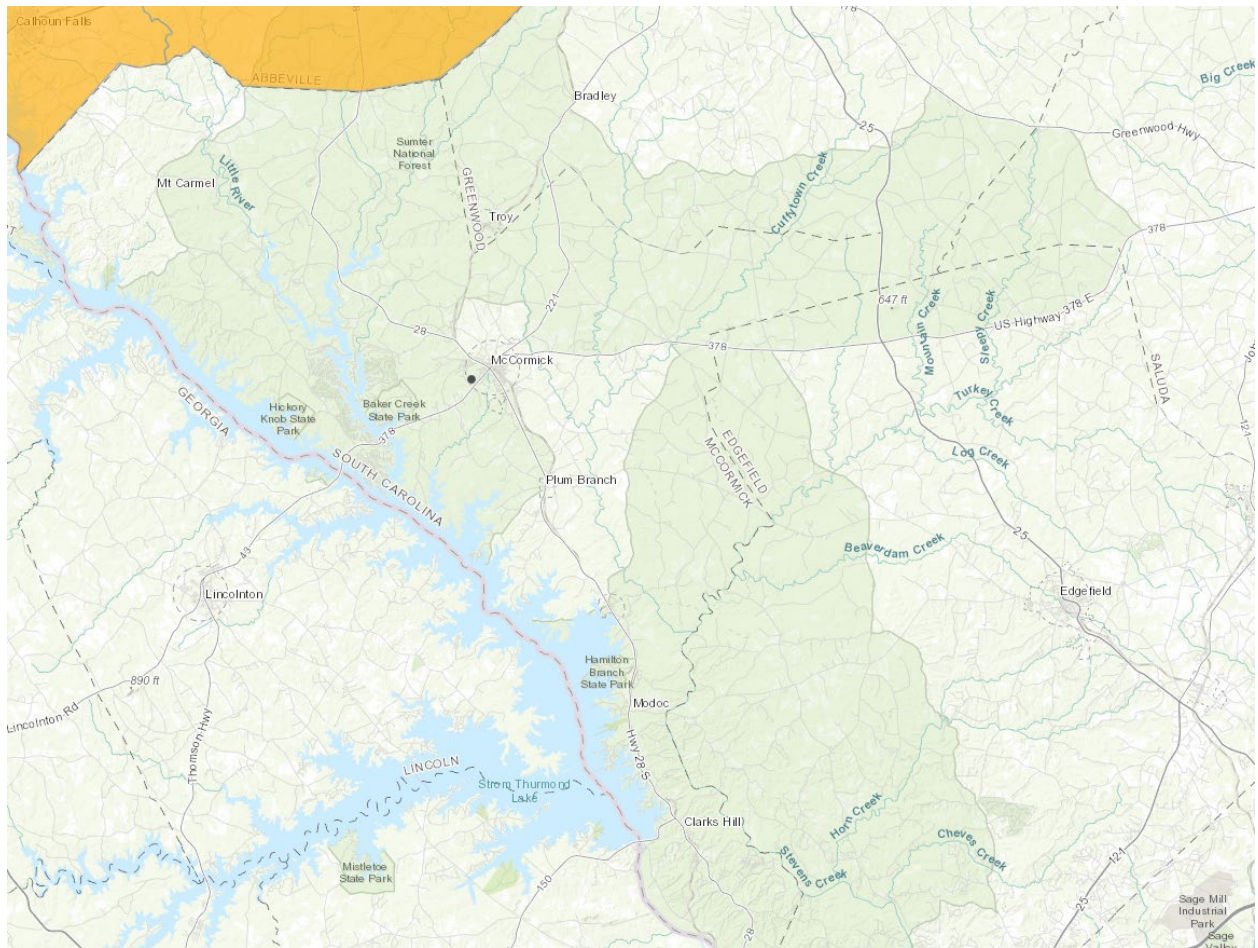 Calhoun Falls
ABBEVILLE
Bradley
Big Creek
25
Greenwood Hwy
Sumter
National
Forest
Little River
Mt Carmel
GREENWOOD
Troy
Cuffytown Creek
378
221
28
647 ft
Mountain Creek
Sleepy Creek
US Highway 378 E
378
McCormick
SALUDA
GEORGIA
Hickory
Knob State
Park
Baker Creek
State Park
378
Turkey Creek
121
SOUTH CAROLINA
EDGEFIELD
MCCORMICK
Log Creek
Plum Branch
25
43
Beaverdam Creek
Lincolnton
Edgefield
890 ft
Lincolnton Rd
Hamilton
Branch
State Park
Modoc
Thomson Hwy
Hwy 28 S
LINCOLN
Strom Thurmond
Lake
Clarks Hill
Horn Creek
Cheves Creek
Mistletoe
State Park
150
Stevens Creek
121
25
28
Sage Mill
Industrial
Park
Sage
Valley